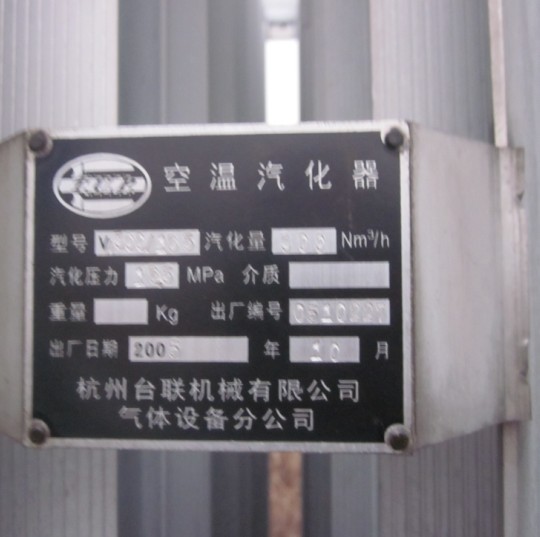 空温汽化器
型号 汽化量 Nm³/h
汽化压力 MPa 介质
重量 Kg 出厂编号
出厂日期 2005 年 10 月
杭州台联机械有限公司
气体设备分公司